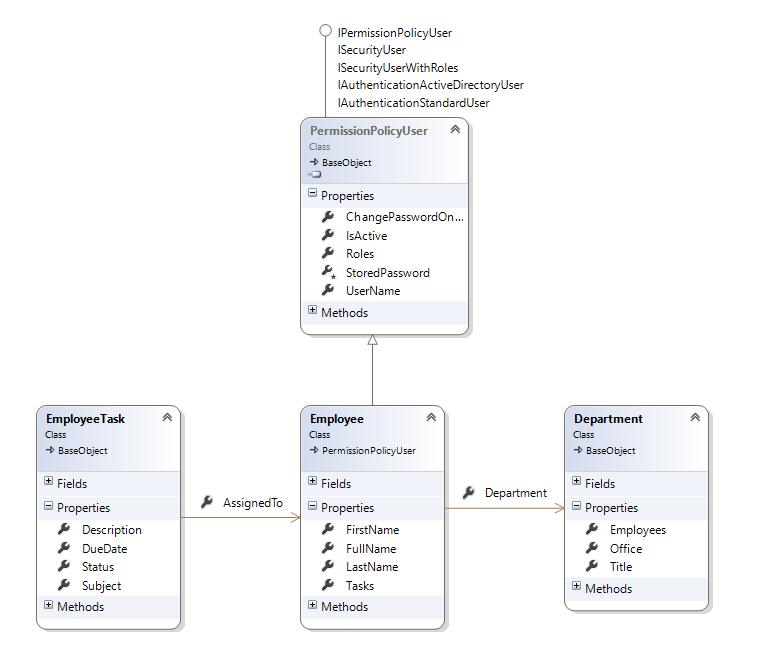 IPermissionPolicyUser
ISecurityUser
ISecurityUserWithRoles
IAuthenticationActiveDirectoryUser
IAuthenticationStandardUser
PermissionPolicyUser
Class
BaseObject
Properties
ChangePasswordOn...
IsActive
Roles
StoredPassword
UserName
Methods
EmployeeTask
Class
BaseObject
Fields
Properties
Description
DueDate
Status
Subject
Methods
AssignedTo
Employee
Class
PermissionPolicyUser
Fields
Properties
FirstName
FullName
LastName
Tasks
Methods
Department
Department
Class
BaseObject
Fields
Properties
Employees
Office
Title
Methods